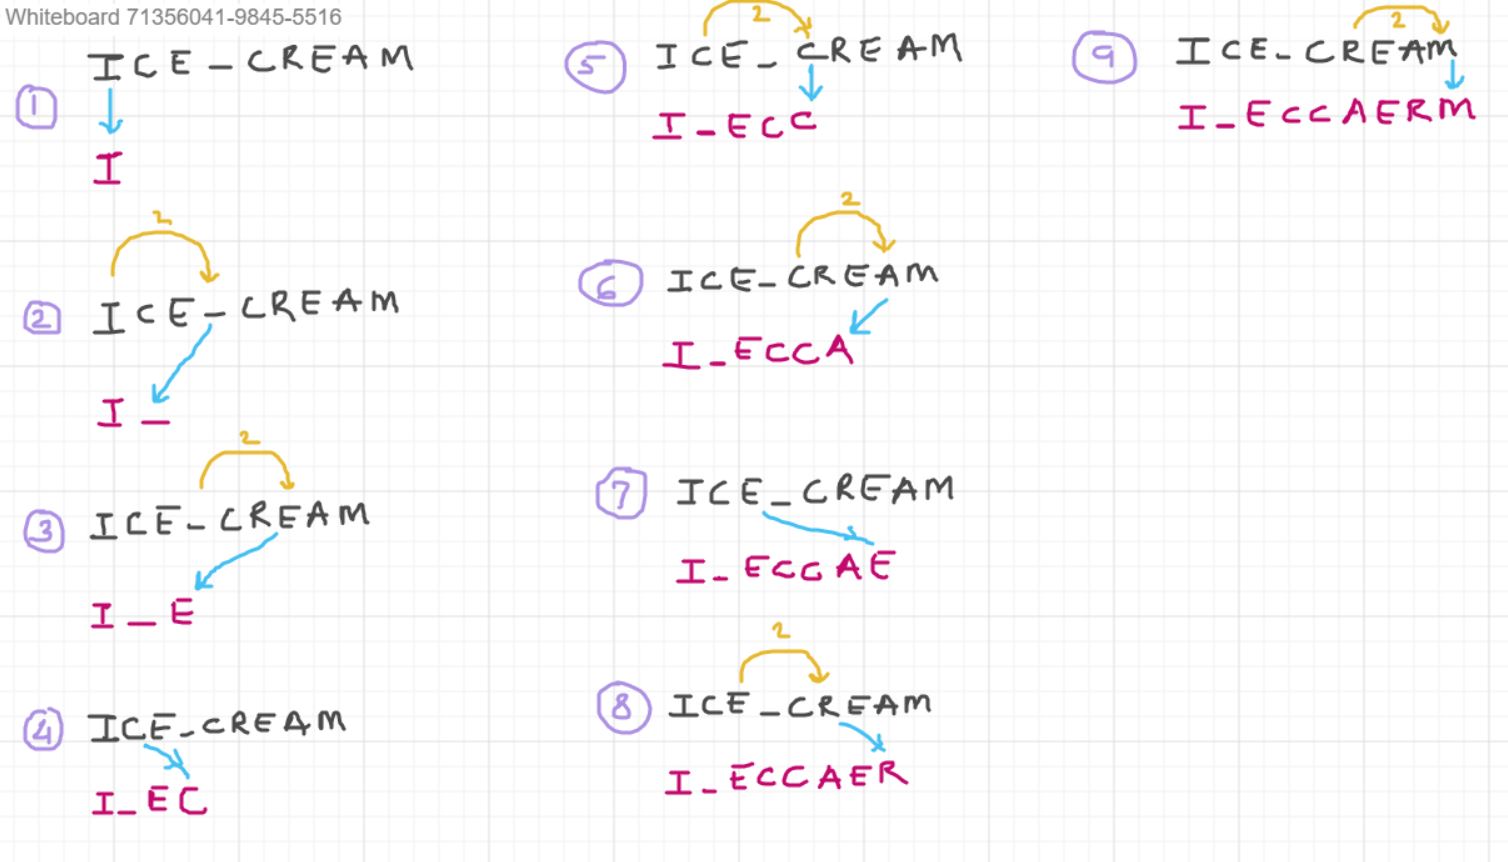 Whiteboard 71356041-9845-5516
1
ICE_CREAM
I
2
2
ICE_CREAM
I_
2
3
ICE_CREAM
I_E
4
ICE_CREAM
I_EC
2
5
ICE_CREAM
I_ECC
2
6
ICE_CREAM
I_ECCA
7
ICE_CREAM
I_ECCAE
2
8
ICE_CREAM
I_ECCAER
2
9
ICE_CREAM
I_ECCAERM